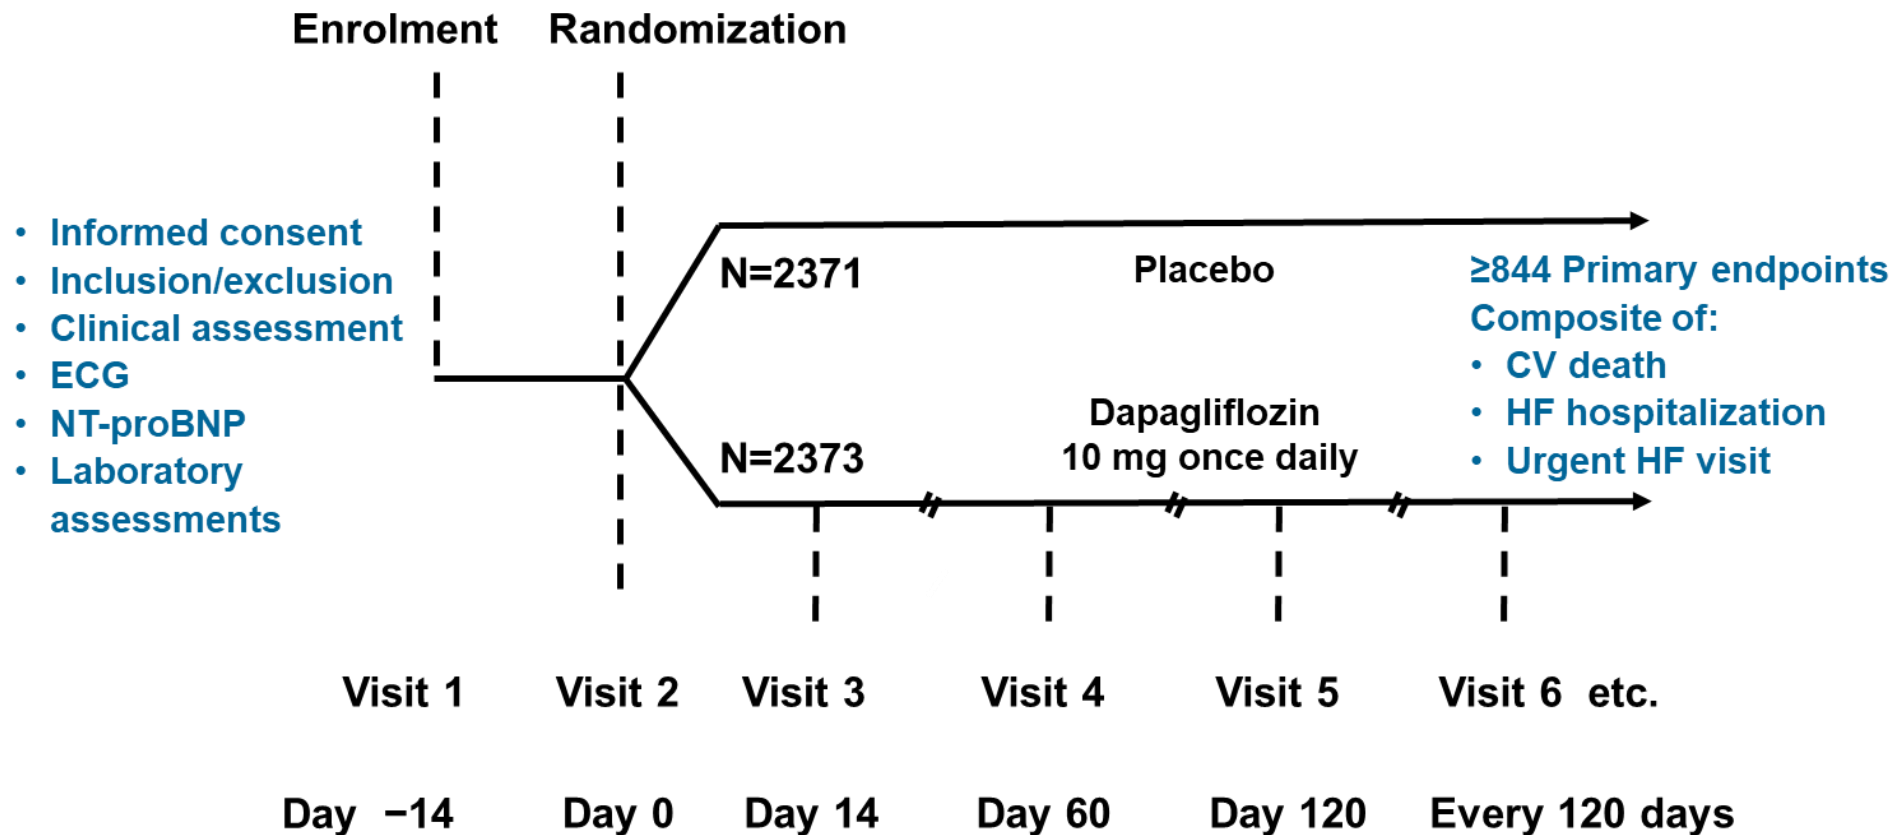 Enrolment
Randomization
• Informed consent
• Inclusion/exclusion
• Clinical assessment
• ECG
• NT-proBNP
• Laboratory
assessments
N=2371
Placebo
N=2373
Dapagliflozin
10 mg once daily
≥844 Primary endpoints
Composite of:
• CV death
• HF hospitalization
• Urgent HF visit
Visit 1
Visit 2
Visit 3
Visit 4
Visit 5
Visit 6 etc.
Day −14
Day 0
Day 14
Day 60
Day 120
Every 120 days